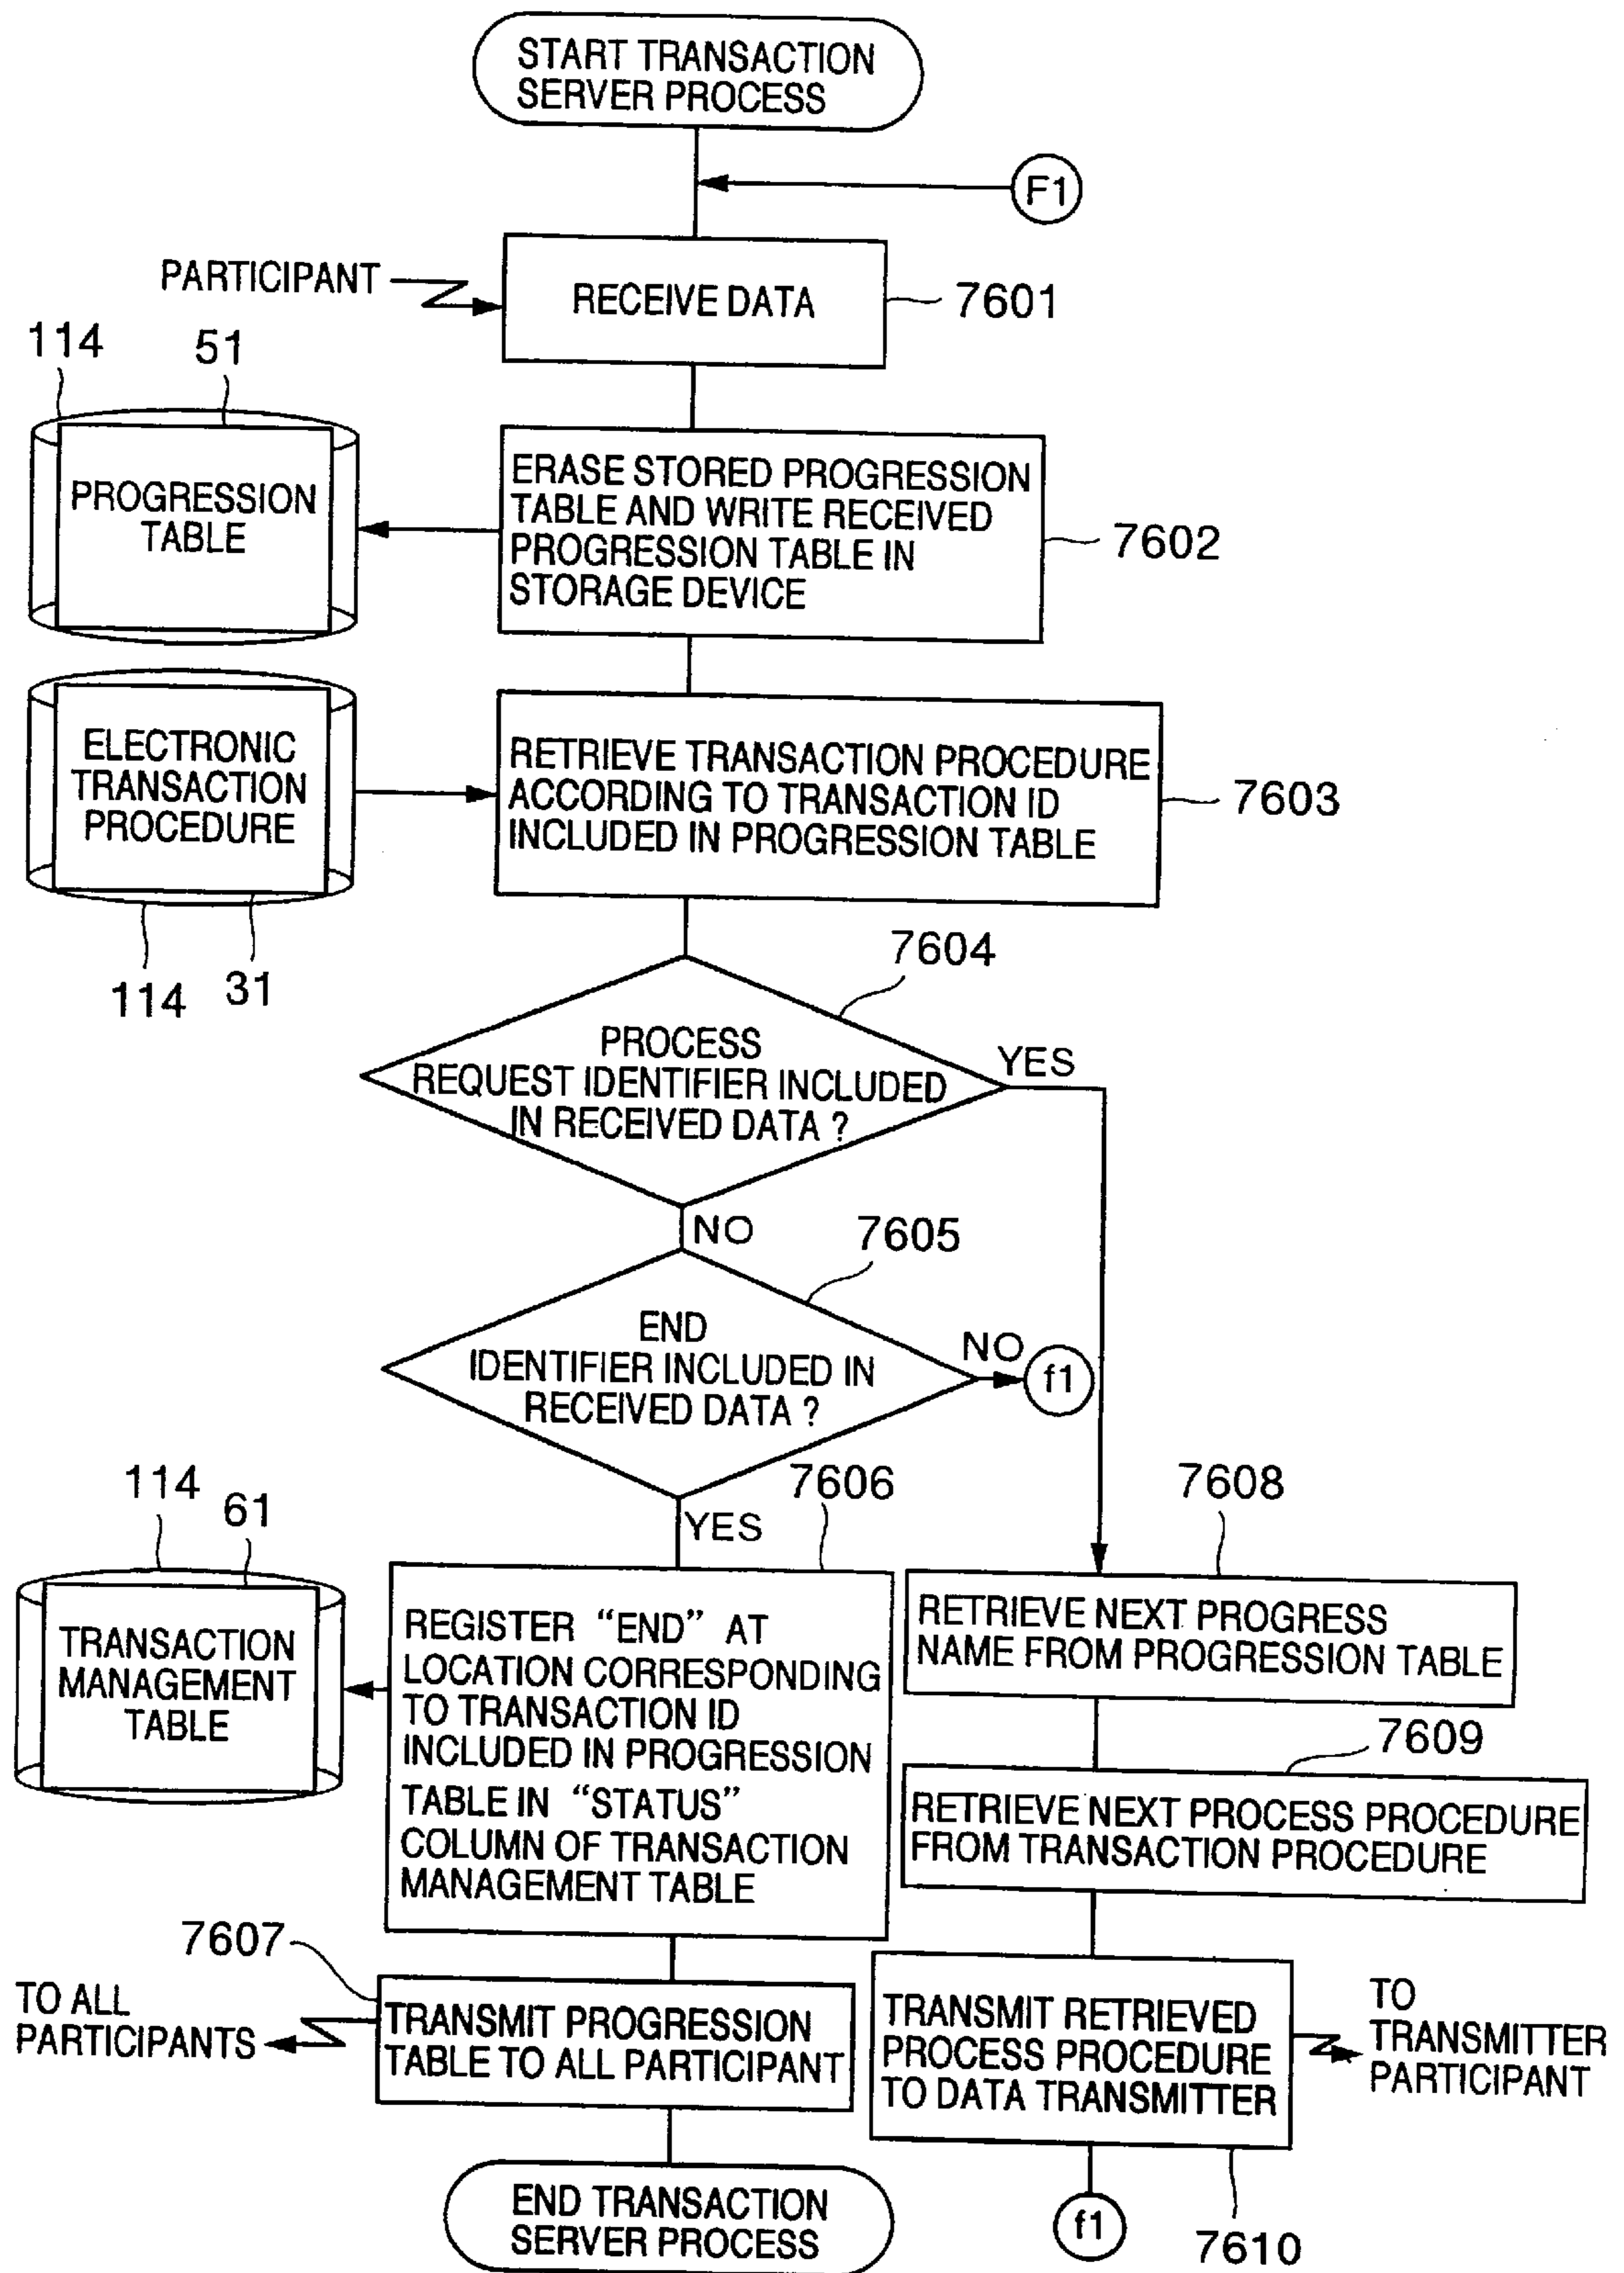 START TRANSACTION
SERVER PROCESS
F1
PARTICIPANT
RECEIVE DATA
7601
114
51
PROGRESSION
TABLE
ERASE STORED PROGRESSION
TABLE AND WRITE RECEIVED
PROGRESSION TABLE IN
STORAGE DEVICE
7602
ELECTRONIC
TRANSACTION
PROCEDURE
114
31
RETRIEVE TRANSACTION PROCEDURE
ACCORDING TO TRANSACTION ID
INCLUDED IN PROGRESSION TABLE
7603
7604
PROCESS
REQUEST IDENTIFIER INCLUDED
IN RECEIVED DATA ?
YES
NO
7605
END
IDENTIFIER INCLUDED IN
RECEIVED DATA ?
NO
f1
YES
7606
114
61
TRANSACTION
MANAGEMENT
TABLE
REGISTER “END” AT
LOCATION CORRESPONDING
TO TRANSACTION ID
INCLUDED IN PROGRESSION
TABLE IN “STATUS”
COLUMN OF TRANSACTION
MANAGEMENT TABLE
7608
RETRIEVE NEXT PROGRESS
NAME FROM PROGRESSION TABLE
7609
RETRIEVE NEXT PROCESS PROCEDURE
FROM TRANSACTION PROCEDURE
7607
TO ALL
PARTICIPANTS
TRANSMIT PROGRESSION
TABLE TO ALL PARTICIPANT
TRANSMIT RETRIEVED
PROCESS PROCEDURE
TO DATA TRANSMITTER
TO
TRANSMITTER
PARTICIPANT
7610
END TRANSACTION
SERVER PROCESS
f1